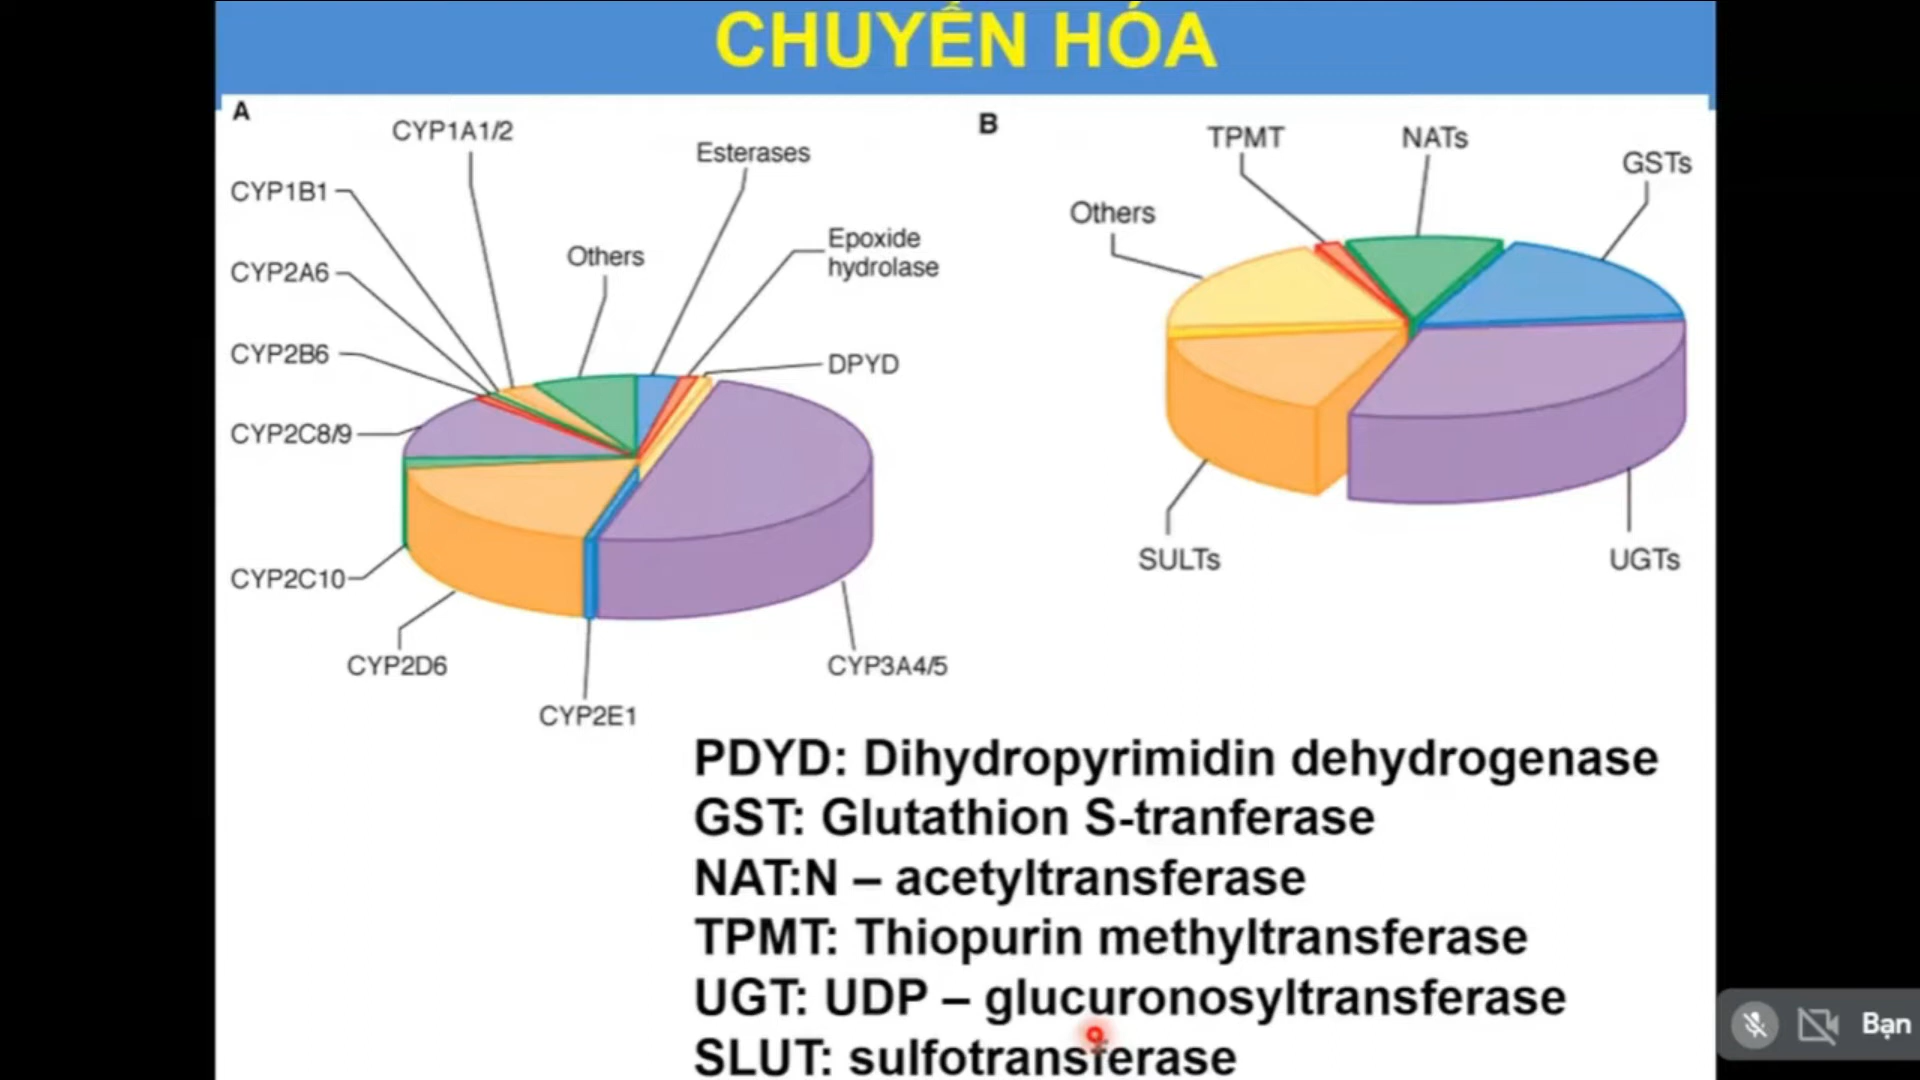 CHUYỂN HÓA
A
CYP1A1/2
Esterases
CYP1B1
Others
Epoxide
hydrolase
CYP2A6
CYP2B6
DPYD
CYP2C8/9
CYP2C10
CYP2D6
CYP2E1
CYP3A4/5
B
TPMT
NATs
GSTs
Others
SULTs
UGTs
PDYD: Dihydropyrimidin dehydrogenase
GST: Glutathion S-tranferase
NAT:N – acetyltransferase
TPMT: Thiopurin methyltransferase
UGT: UDP – glucuronosyltransferase
SLUT: sulfotransferase
Bạn